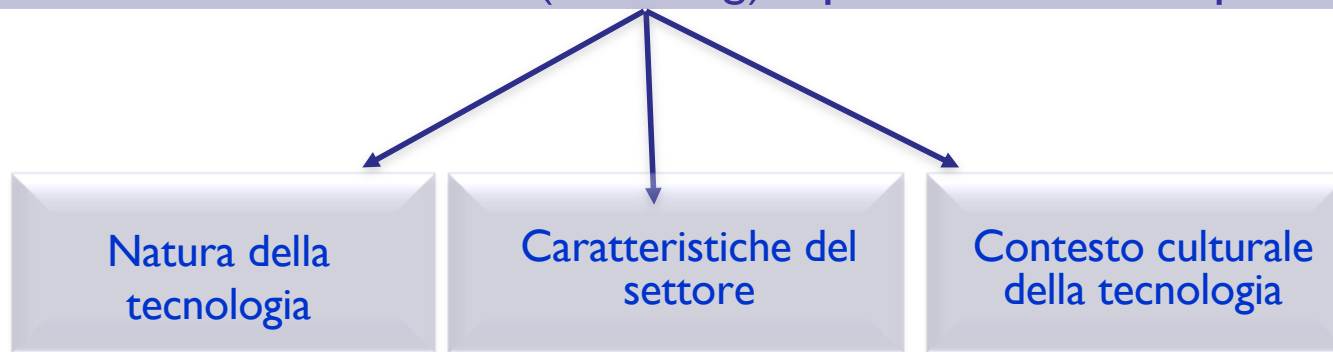 Natura della
tecnologia
Caratteristiche del
settore
Contesto culturale
della tecnologia